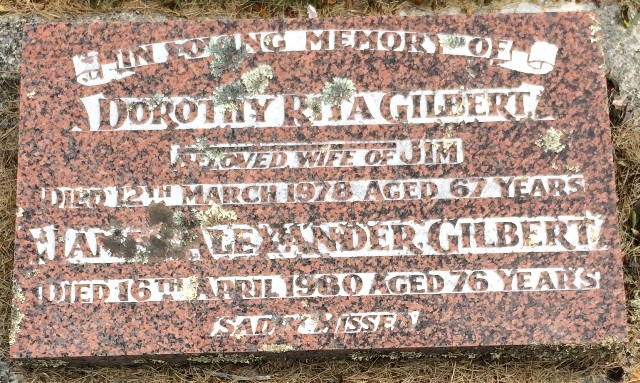 IN LOVING MEMORY OF
DOROTHY RITA GILBERT
BELOVED WIFE OF JIM
DIED 12TH MARCH 1978 AGED 67 YEARS
JAMES ALEXANDER GILBERT
DIED 16TH APRIL 1980 AGED 76 YEARS
SADLY MISSED